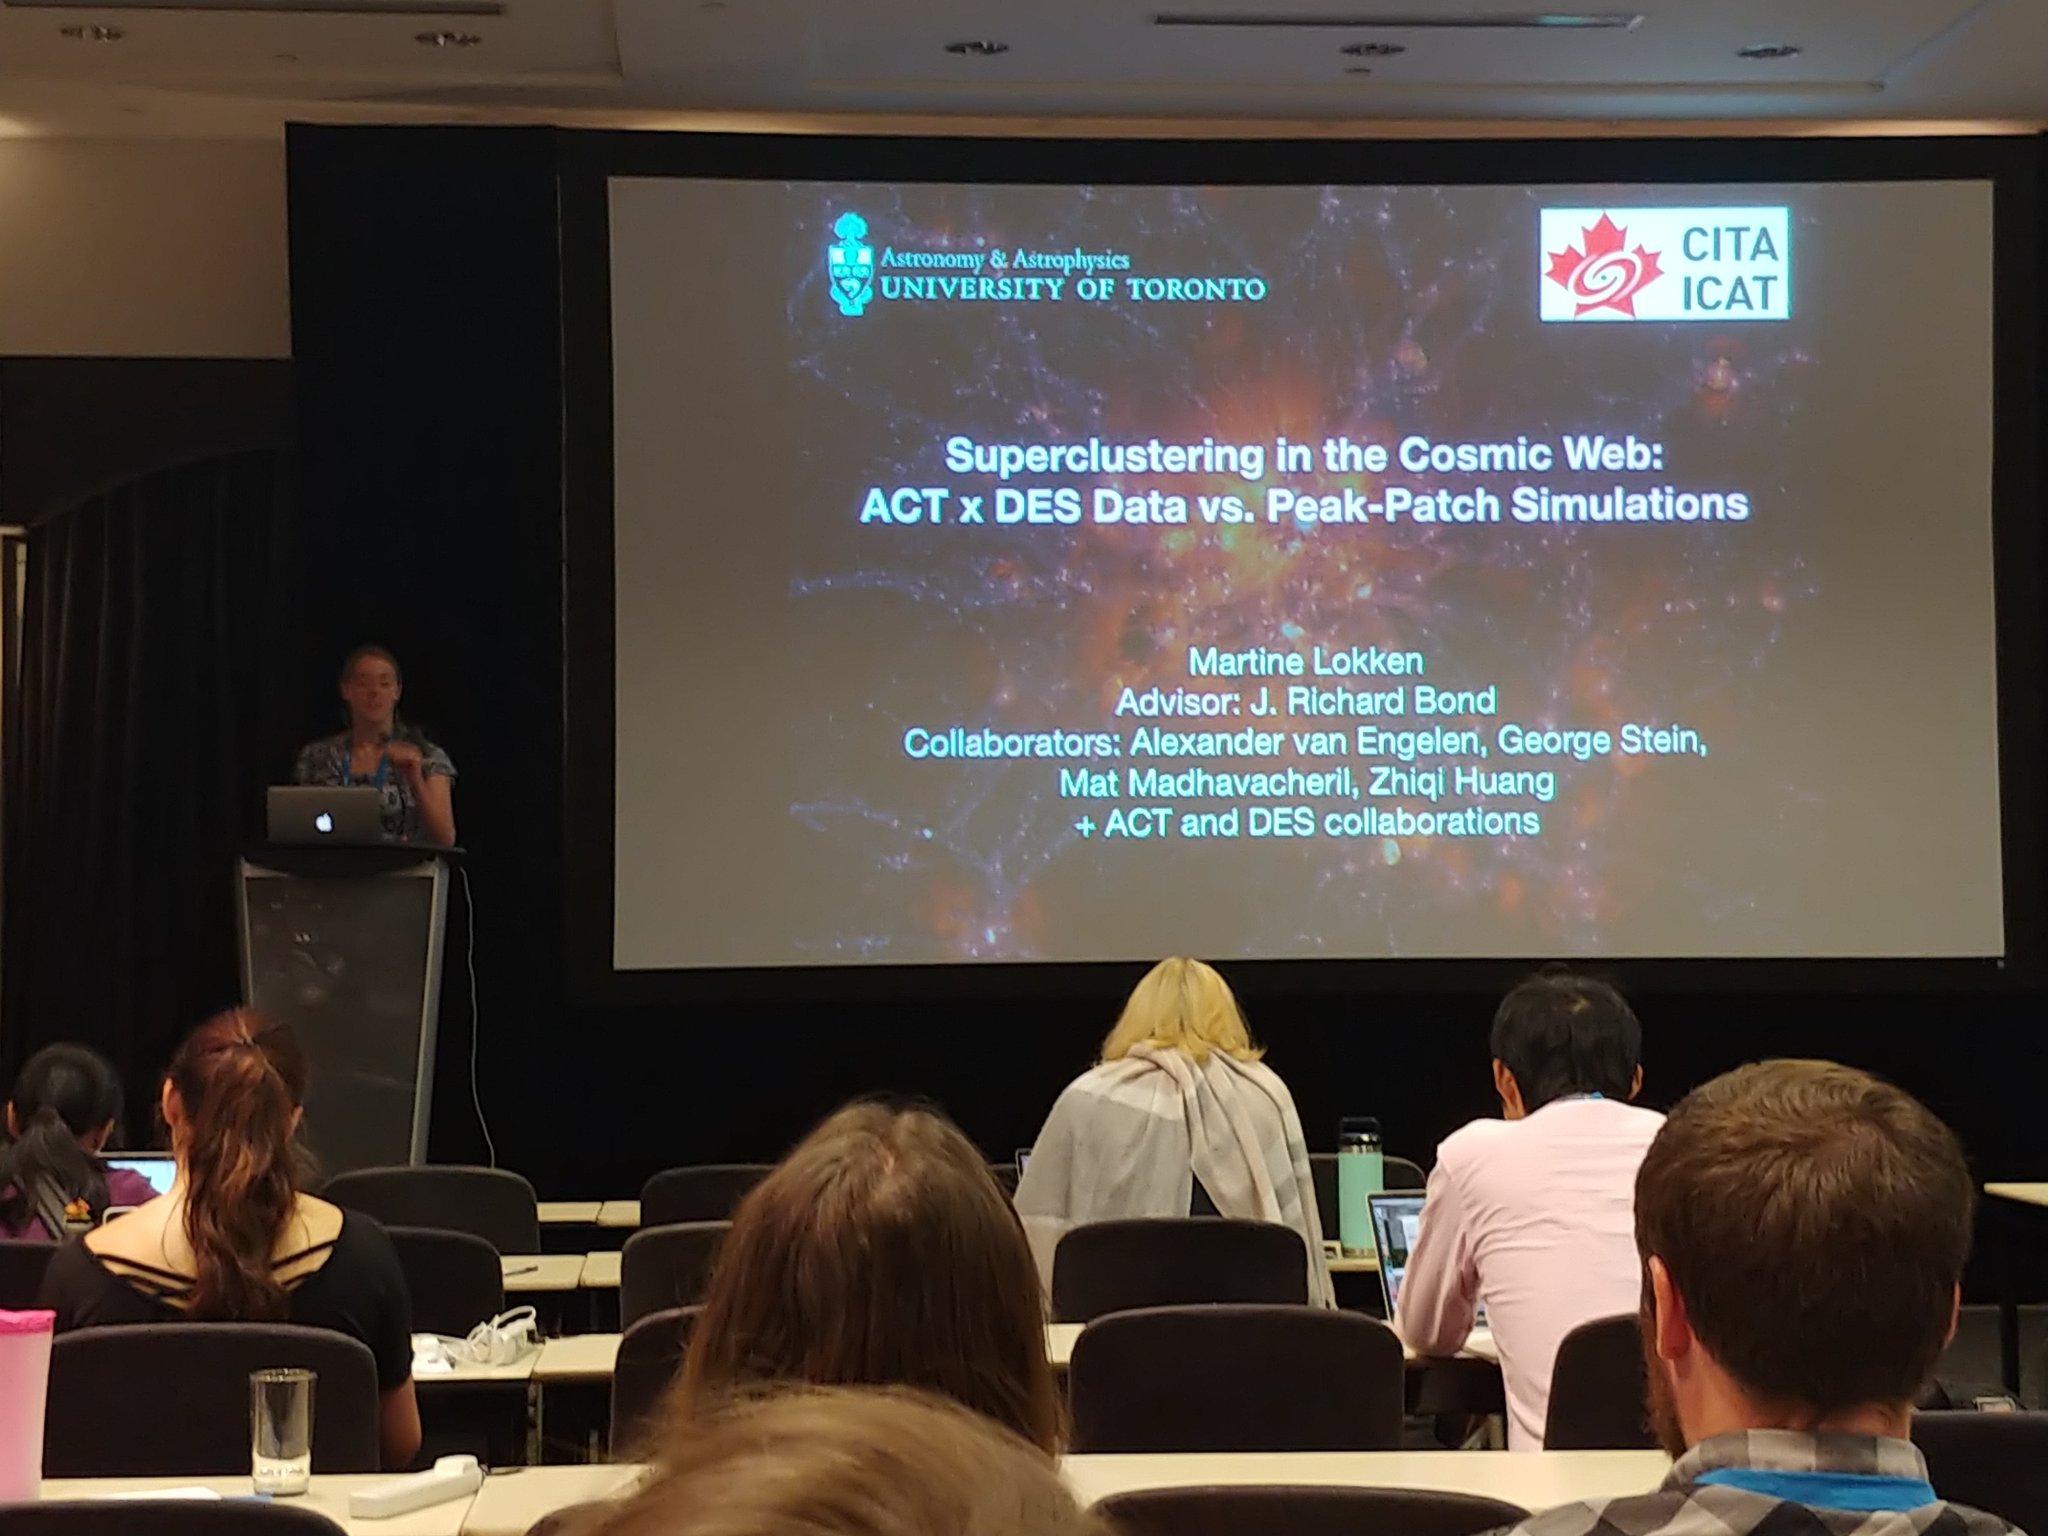 Astronomy & Astrophysics
UNIVERSITY OF TORONTO
CITA
ICAT
Superclustering in the Cosmic Web:
ACT x DES Data vs. Peak-Patch Simulations
Martine Lokken
Advisor: J. Richard Bond
Collaborators: Alexander van Engelen, George Stein,
Mat Madhavacheril, Zhiqi Huang
+ ACT and DES collaborations